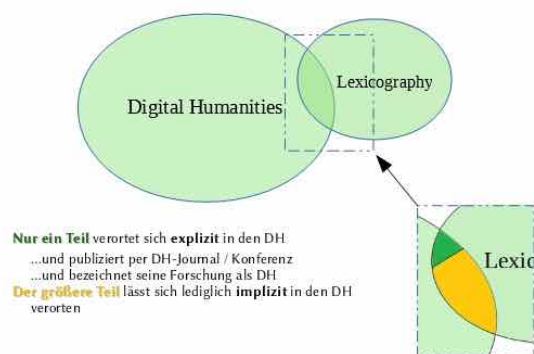 Digital Humanities
Lexicography
Nur ein Teil verortet sich explizit in den DH
...und publiziert per DH-Journal / Konferenz
...und bezeichnet seine Forschung als DH
Der größere Teil lässt sich lediglich implizit in den DH
verorten
Lexic